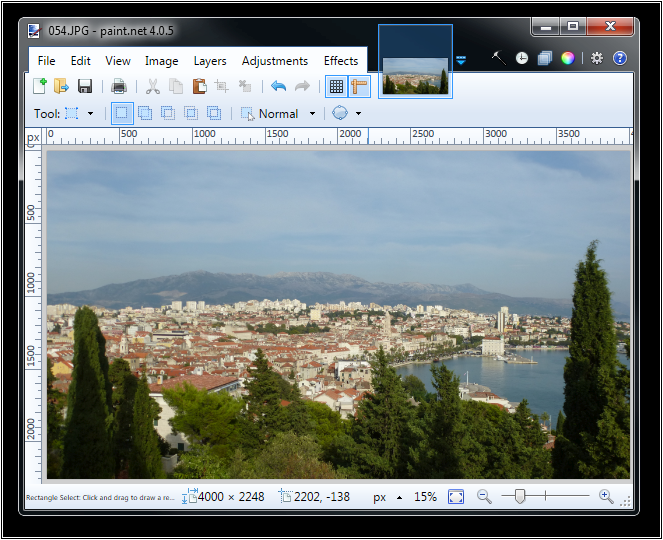 054.JPG - paint.net 4.0.5
File Edit View Image Layers Adjustments Effects
Tool: Normal
px 0 500 1000 1500 2000 2500 3000 3500 4
0
500
1000
1500
2000
Rectangle Select: Click and drag to draw a re... 4000 × 2248 2202, -138 px 15%